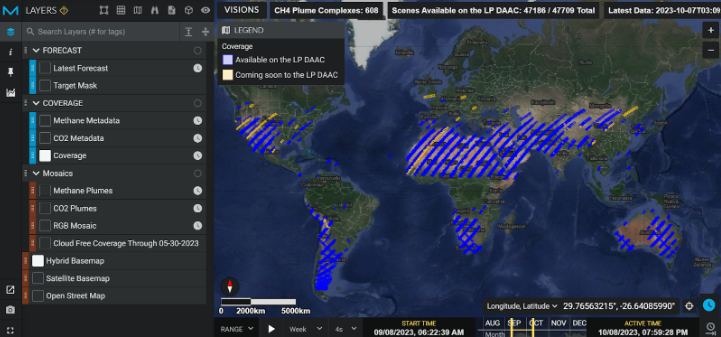 LAYERS
Search Layers (# for tags)
FORECAST
Latest Forecast
Target Mask
COVERAGE
Methane Metadata
CO2 Metadata
Coverage
Mosaics
Methane Plumes
CO2 Plumes
RGB Mosaic
Cloud Free Coverage Through 05-30-2023
Hybrid Basemap
Satellite Basemap
Open Street Map
VISIONS
CH4 Plume Complexes: 608
Scenes Available on the LP DAAC: 47186 / 47709 Total
Latest Data: 2023-10-07T03:09
LEGEND
Coverage
Available on the LP DAAC
Coming soon to the LP DAAC
0 2000km 5000km
Longitude, Latitude 29.76563215°, -26.64085990°
RANGE
Week
4s
START TIME
09/08/2023, 06:22:39 AM
AUG SEP OCT NOV DEC
Month
ACTIVE TIME
10/08/2023, 07:59:28 PM